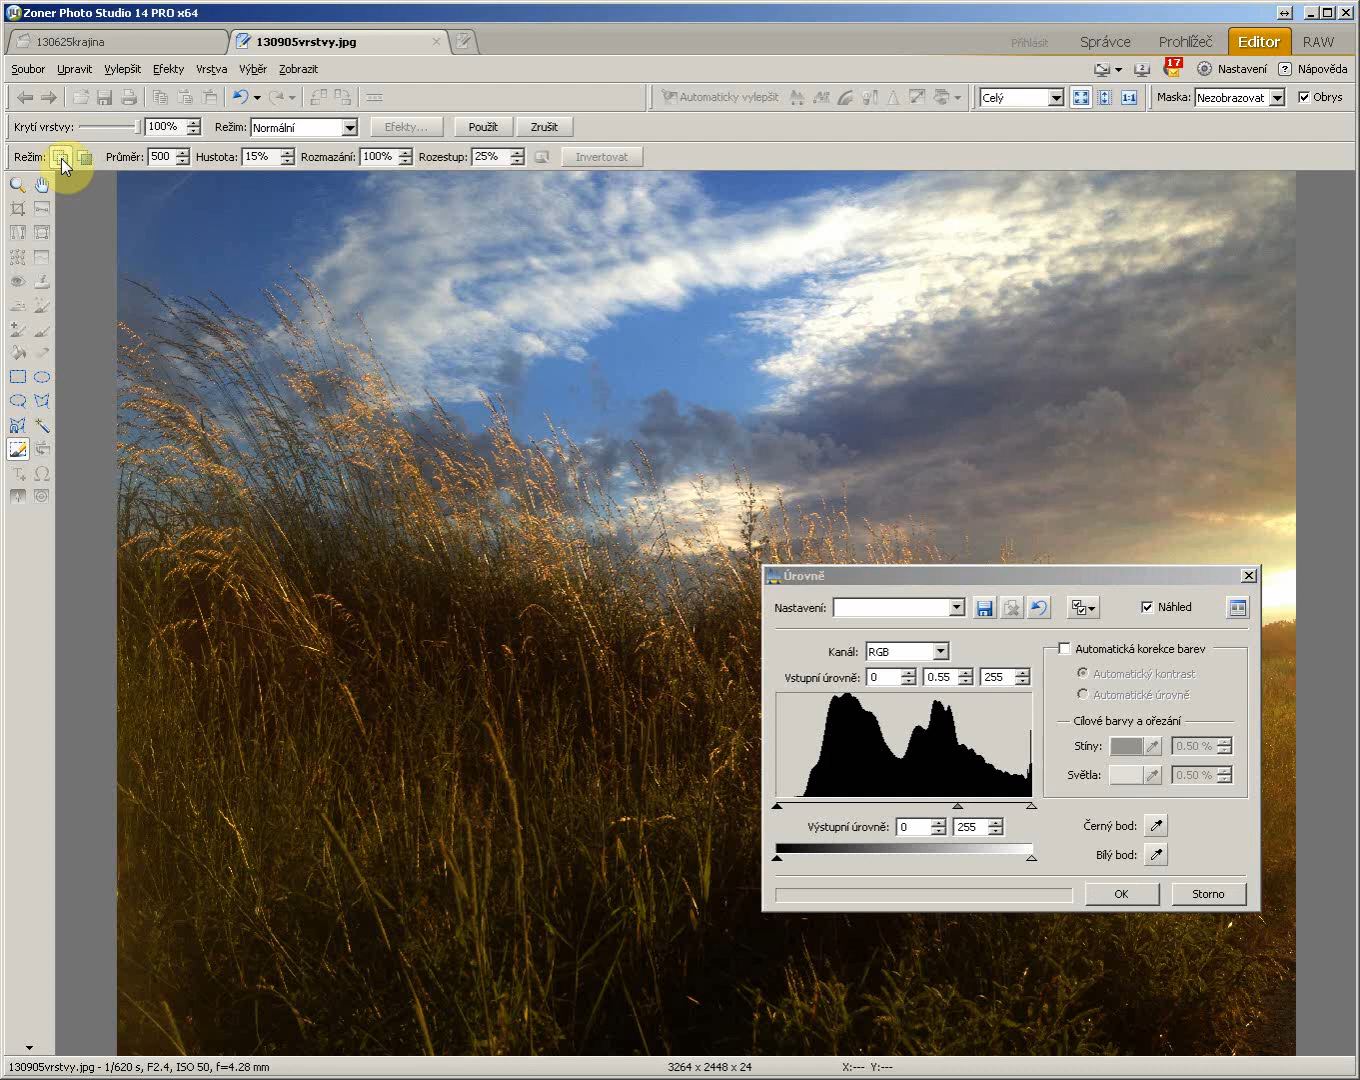 Zoner Photo Studio 14 PRO x64
130625krajina
130905vrstvy.jpg
Přihlásit
Správce
Prohlížeč
Editor
RAW
Soubor Upravit Vylepšit Efekty Vrstva Výběr Zobrazit
2
17
Nastavení
? Nápověda
Automaticky vylepšit
Celý
1:1
Maska: Nezobrazovat
Obrys
Krytí vrstvy: 100% Režim: Normální Efekty... Použít Zrušit
Režim: Průměr: 500 Hustota: 15% Rozmazání: 100% Rozestup: 25% Invertovat
Úrovně
Nastavení:
Náhled
Kanál: RGB
Vstupní úrovně: 0 0.55 255
Automatická korekce barev
Automatický kontrast
Automatické úrovně
Cílové barvy a ořezání
Stíny: 0.50 %
Světla: 0.50 %
Výstupní úrovně: 0 255
Černý bod:
Bílý bod:
OK Storno
130905vrstvy.jpg - 1/620 s, F2.4, ISO 50, f=4.28 mm
3264 x 2448 x 24
X:--- Y:---